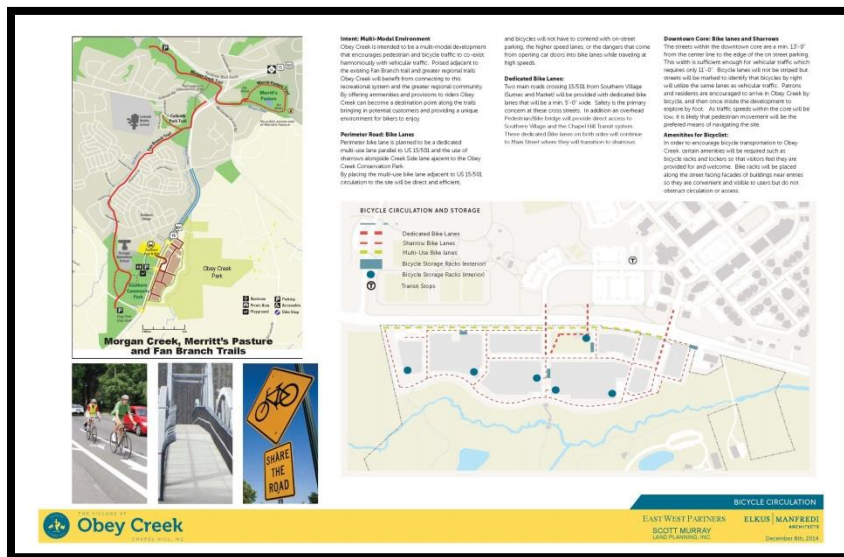 Intent: Multi-Modal Environment
Obey Creek is intended to be a multi-modal development
that encourages pedestrian and bicycle traffic to co-exist
harmoniously with vehicular traffic. Poised adjacent to
the existing Fan Branch Trail and greater regional trails
Obey Creek will benefit from connecting to this
recreational system and the greater regional community.
By offering amenities and provisions to riders Obey
Creek can become a destination point along the trails
bringing in potential customers and providing a unique
environment for bikers to enjoy.
Perimeter Road: Bike Lanes
Perimeter bike lane is planned to be a dedicated
multi-use lane parallel to US 15/501 and the use of
sharrows alongside Creek Side lane apcent to the Obey
Creek Conservation Park.
By placing the multi-use bike lane adjacent to US 15/501
circulation to the site will be direct and efficient.
and bicycles will not have to contend with on-street
parking, the higher speed lanes, or the dangers that come
from opening car doors into bike lanes while traveling at
high speeds.
Dedicated Bike Lanes:
Two main roads crossing 15/501 from Southern Village
(Sumac and Market) will be provided with dedicated bike
lanes that will be a min. 5'-0" wide. Safety is the primary
concern at these cross streets. In addition an overhead
Pedestrian/Bike bridge will provide direct access to
Southern Village and the Chapel Hill Transit system.
These dedicated Bike lanes on both sides will continue
to Main Street where they will transition to sharrows.
Downtown Core: Bike lanes and Sharrows
The streets within the downtown core are a min. 13'-8"
from the center line to the edge of the on street parking.
This width is sufficient enough for vehicular traffic which
requires only 11'-0". Bicycle lanes will not be striped but
streets will be marked to identify that bicycles by right
will utilize the same lanes as vehicular traffic. Patrons
and residents are encouraged to arrive in Obey Creek by
bicycle, and then once inside the development to
explore by foot. As traffic speeds within the core will be
low, it is likely that pedestrian movement will be the
prefered means of navigating the site.
Amenitites for Bicyclist:
In order to encourage bicycle transportation to Obey
Creek certain amenities will be required such as
bicycle racks and lockers so that visitors feel they are
provided for and welcome. Bike racks will be placed
along the street facing facades of buildings near entries
so they are convenient and visible to users but do not
obstruct circulation or access.
Merritt's
Pasture
Obey Creek
Park
Southern
Community
Park
Restroom
Picnic Area
Playground
Parking
Accessible
Bike Stop
Morgan Creek, Merritt's Pasture
and Fan Branch Trails
BICYCLE CIRCULATION AND STORAGE
Dedicated Bike Lanes
Sharrow Bike Lanes
Multi-Use Bike lanes
Bicycle Storage Racks (exterior)
Bicycle Storage Racks (interior)
T
Transit Stops
T
T
SHARE
THE
ROAD
BICYCLE CIRCULATION
THE VILLAGE AT
Obey Creek
CHAPEL HILL, NC
EAST WEST PARTNERS
SCOTT MURRAY
LAND PLANNING, INC.
ELKUS | MANFREDI
ARCHITECTS
December 8th, 2014